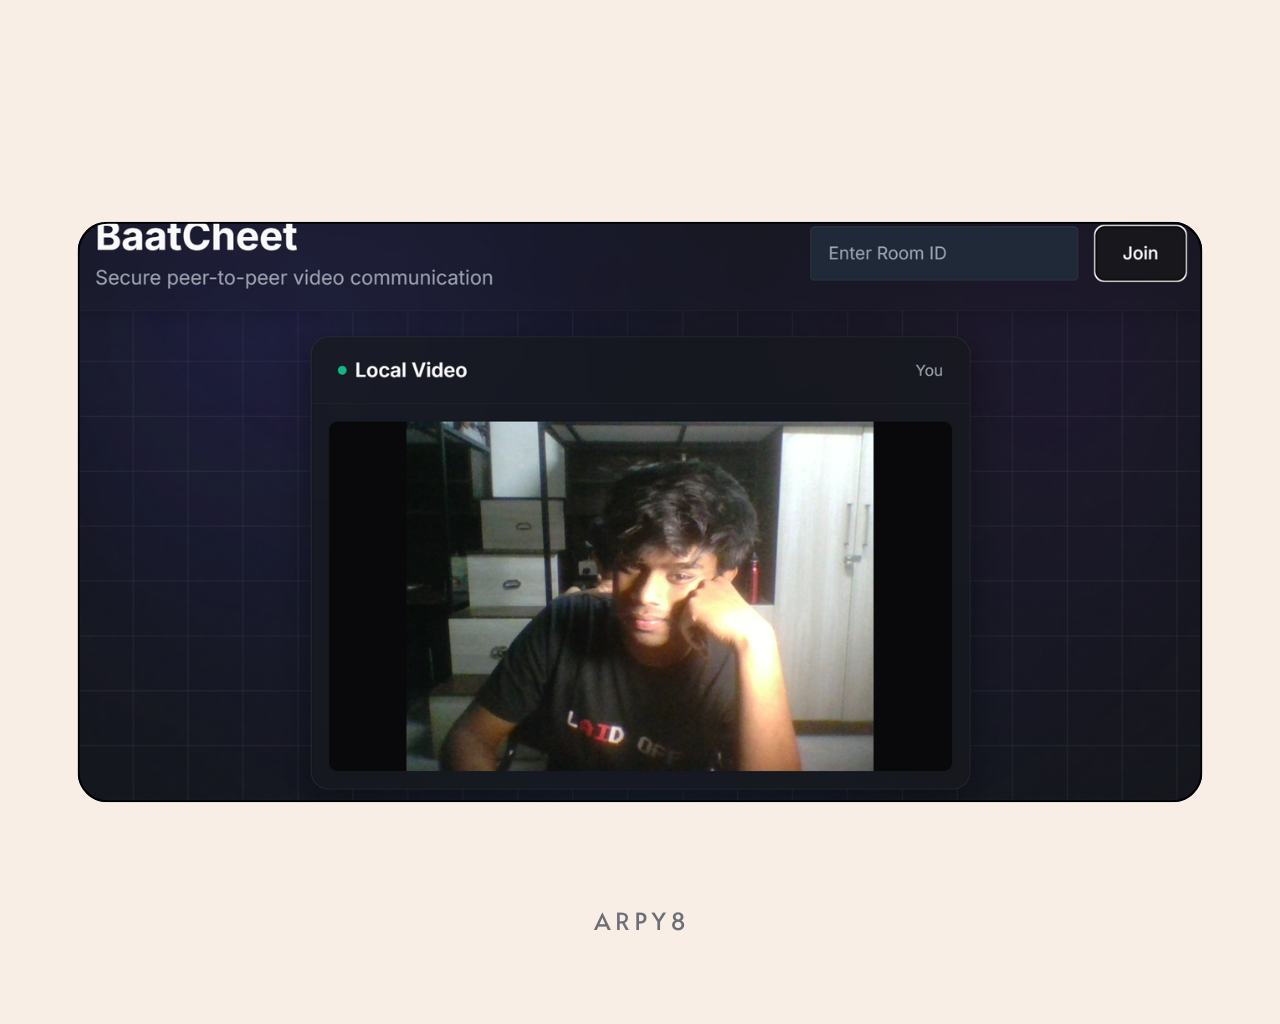 BaatCheet
Secure peer-to-peer video communication
Enter Room ID
Join
Local Video
You
LAID OFF
ARPY8